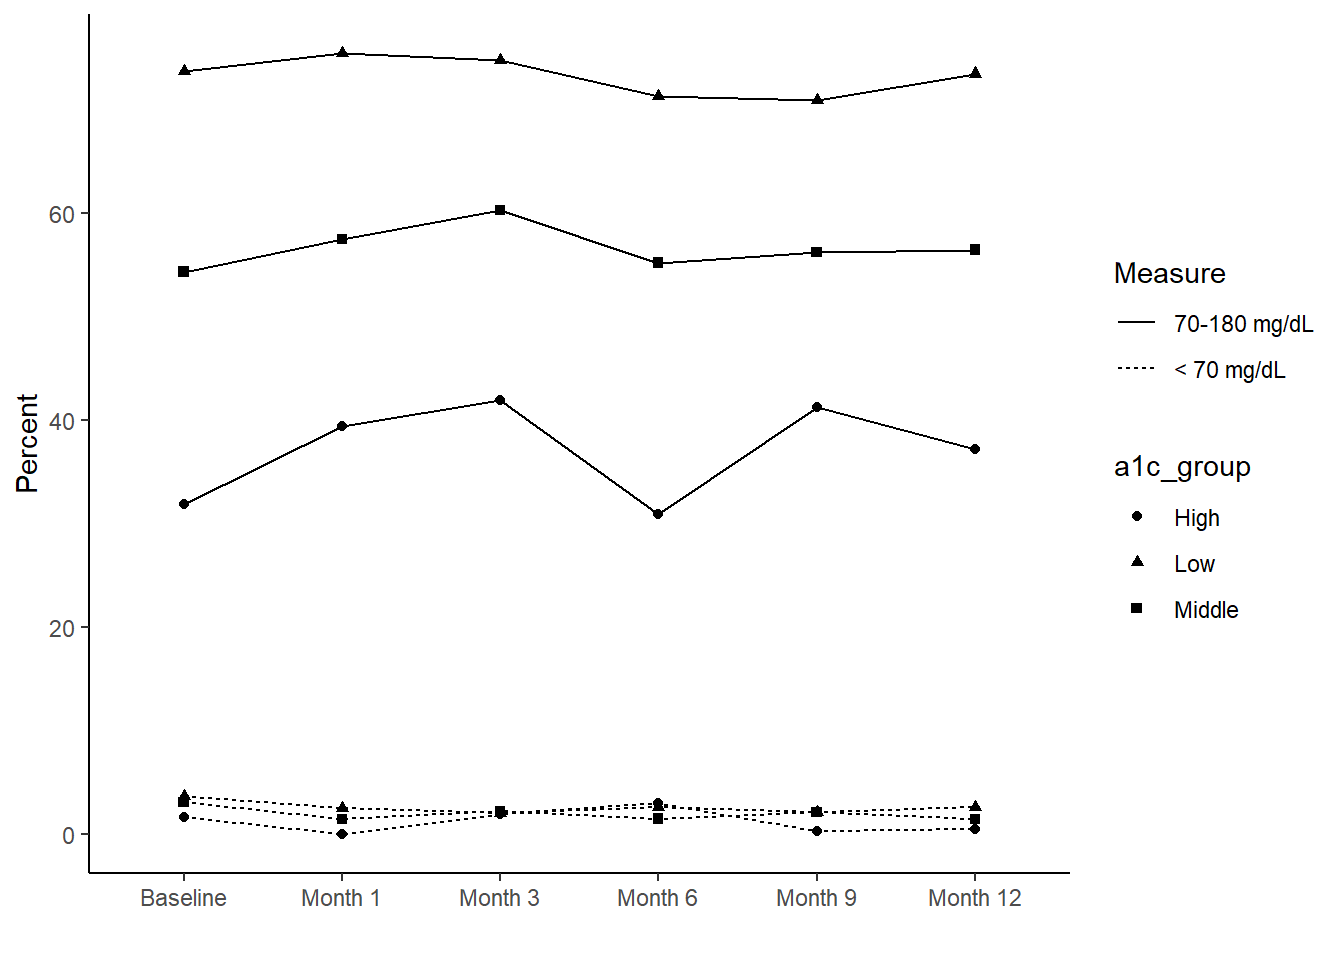 Percent
60
40
20
0
Baseline Month 1 Month 3 Month 6 Month 9 Month 12
Measure
70-180 mg/dL
< 70 mg/dL
a1c_group
High
Low
Middle